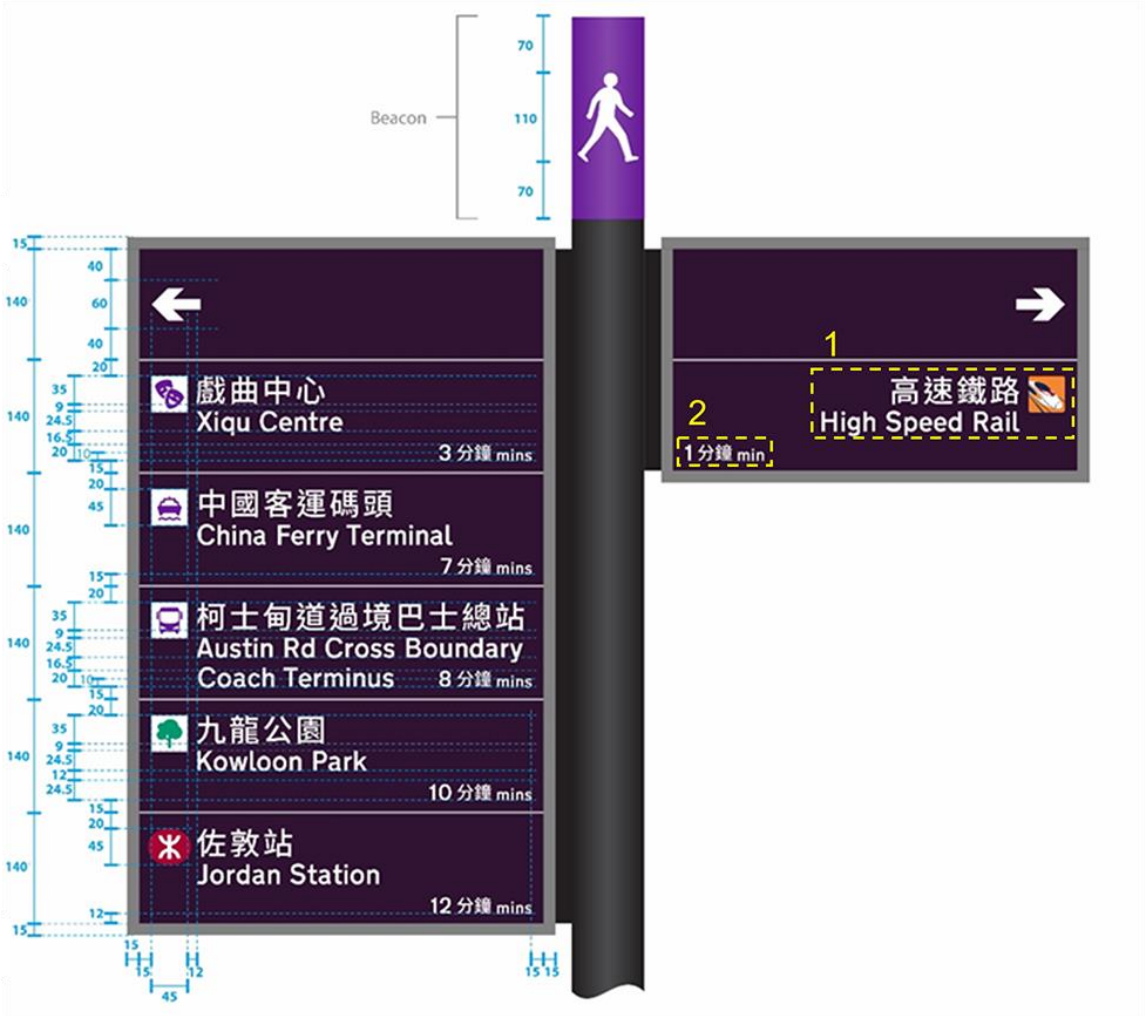 Beacon
70
110
70
15
140
140
140
140
140
140
15
40
60
40
20
35
9
24.5
16.5
20
10
15
20
45
15
20
35
9
24.5
16.5
20
10
15
20
35
9
24.5
12
24.5
15
20
45
12
戲曲中心
Xiqu Centre
3 分鐘 mins
中國客運碼頭
China Ferry Terminal
7 分鐘 mins
柯士甸道過境巴士總站
Austin Rd Cross Boundary
Coach Terminus 8 分鐘 mins
九龍公園
Kowloon Park
10 分鐘 mins
佐敦站
Jordan Station
12 分鐘 mins
15
15
45
12
15 15
1
高速鐵路
High Speed Rail
2
1 分鐘 min